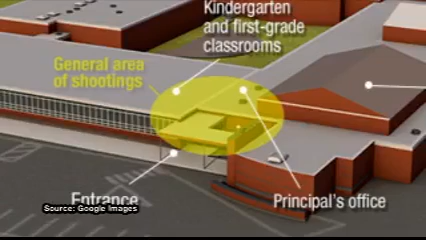 Kindergarten
and first-grade
classrooms
General area
of shootings
Entrance
Source: Google Images
Principal's office